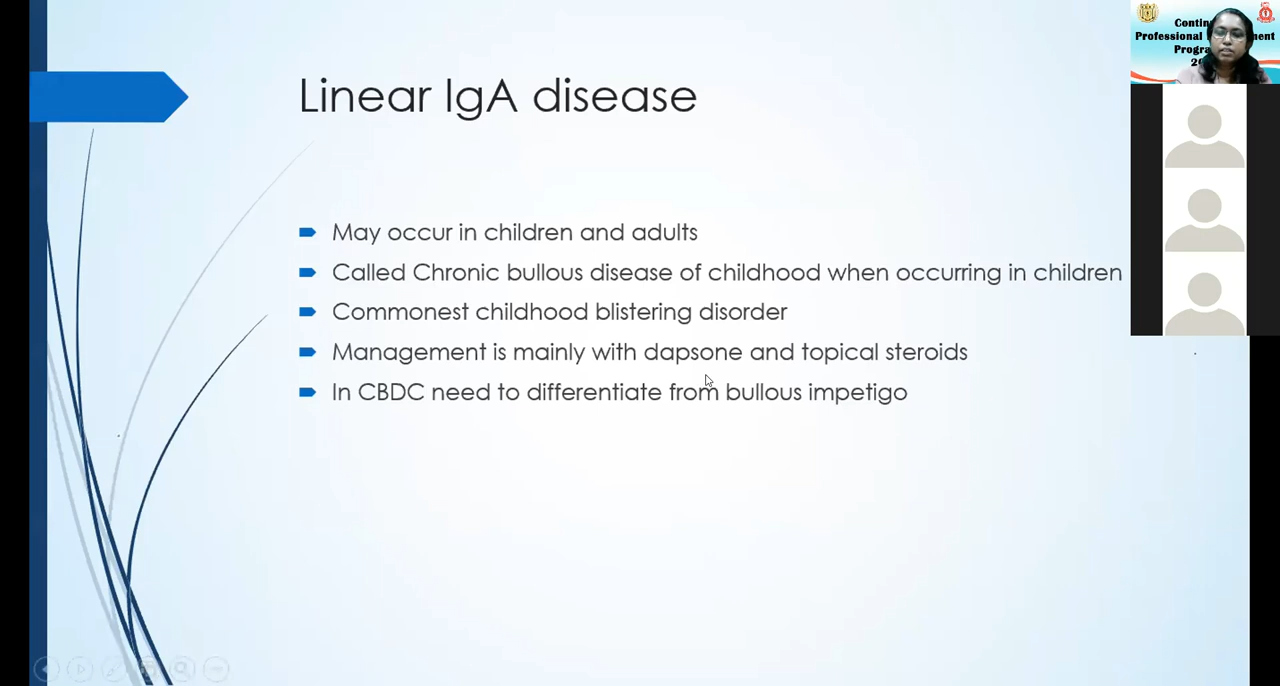 Linear IgA disease
May occur in children and adults
Called Chronic bullous disease of childhood when occurring in children
Commonest childhood blistering disorder
Management is mainly with dapsone and topical steroids
In CBDC need to differentiate from bullous impetigo
Professional